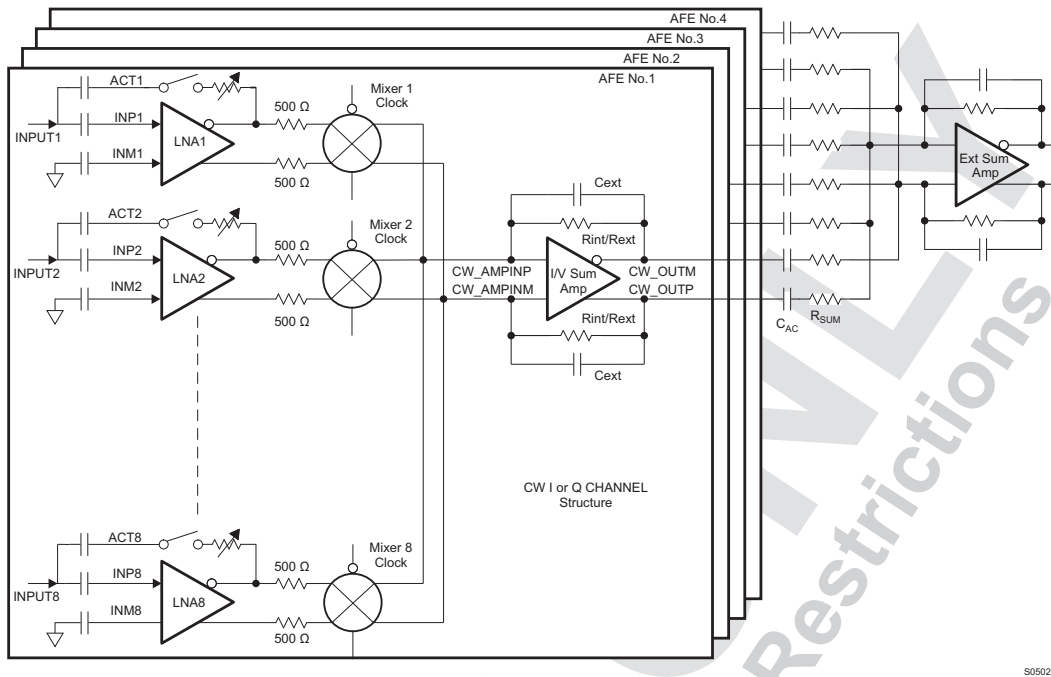 AFE No.4
AFE No.3
AFE No.2
AFE No.1
ACT1
500 Ω
Mixer 1
Clock
INPUT1
INP1
LNA1
INM1
500 Ω
ACT2
500 Ω
Mixer 2
Clock
INPUT2
INP2
LNA2
INM2
500 Ω
Cext
Rint/Rext
CW_AMPINP
I/V Sum
Amp
CW_OUTM
CW_AMPINM
CW_OUTP
Rint/Rext
Cext
CAC
RSUM
Ext Sum
Amp
CW I or Q CHANNEL
Structure
ACT8
500 Ω
Mixer 8
Clock
INPUT8
INP8
LNA8
INM8
500 Ω
S0502
NLY
Restrictions